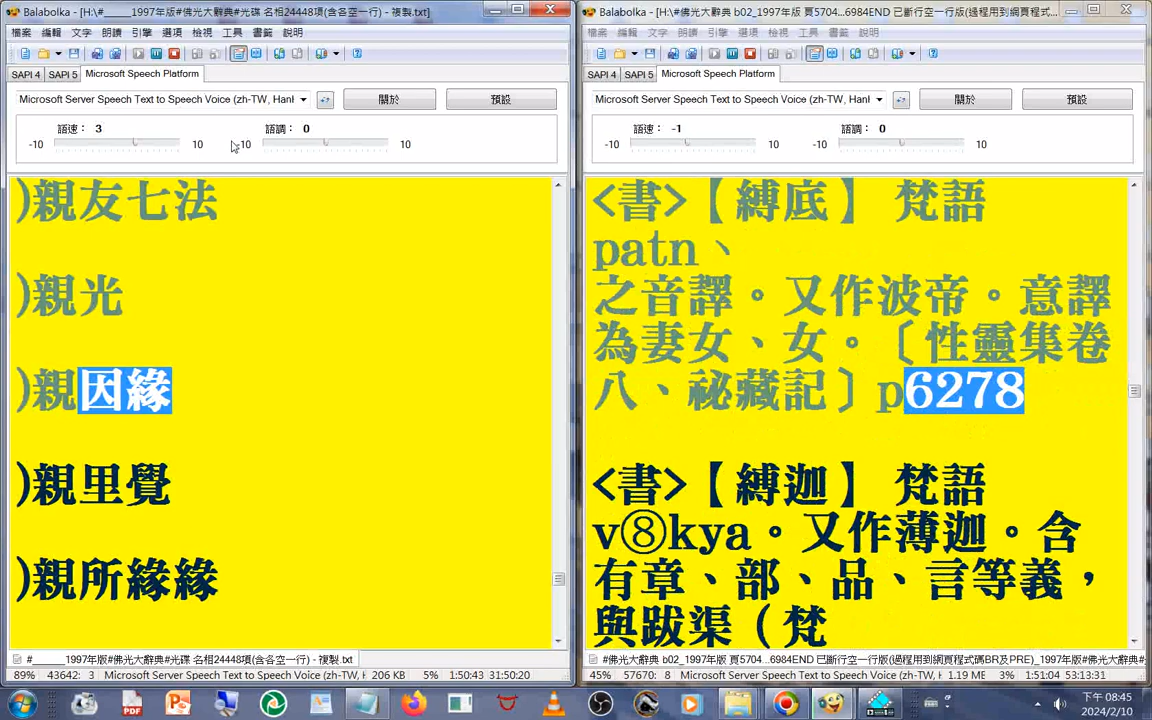 Balabolka - [H:\#_____1997年版#佛光大辭典#光碟 名相24448項(含各空一行) - 複製.txt]
檔案 編輯 文字 朗讀 引擎 選項 檢視 工具 書籤 說明
SAPI 4 SAPI 5 Microsoft Speech Platform
Microsoft Server Speech Text to Speech Voice (zh-TW, HanH 關於 預設
語速： 3 語調： 0
-10 10 -10 10
)親友七法
)親光
)親因緣
)親里覺
)親所緣緣
#_____1997年版#佛光大辭典#光碟 名相24448項(含各空一行) - 複製.txt
89% 43642: 3 Microsoft Server Speech Text to Speech Voice (zh-TW, H 206 KB 5% 1:50:43 31:50:20
Balabolka - [H:\#佛光大辭典 b02_1997年版 頁5704...6984END 已斷行空一行版(過程用到網頁程式...
檔案 編輯 文字 朗讀 引擎 選項 檢視 工具 書籤 說明
SAPI 4 SAPI 5 Microsoft Speech Platform
Microsoft Server Speech Text to Speech Voice (zh-TW, HanH 關於 預設
語速： -1 語調： 0
-10 10 -10 10
<書>【縛底】 梵語
patn、
之音譯。又作波帝。意譯
為妻女、女。〔性靈集卷
八、祕藏記〕p6278
<書>【縛迦】 梵語
v⑧kya。又作薄迦。含
有章、部、品、言等義，
與跋渠（梵
#佛光大辭典 b02_1997年版 頁5704...6984END 已斷行空一行版(過程用到網頁程式碼BR及PRE)_1997年版#
45% 57670: 8 Microsoft Server Speech Text to Speech Voice (zh-TW, H 1.19 MB 3% 1:51:04 53:13:31
下午 08:45
2024/2/10